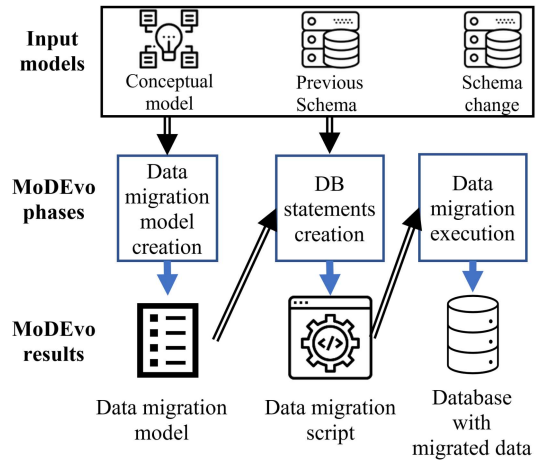 Input
models
Conceptual
model
Previous
Schema
Schema
change
MoDEvo
phases
Data
migration
model
creation
DB
statements
creation
Data
migration
execution
MoDEvo
results
</>
Data migration
model
Data migration
script
Database
with
migrated data